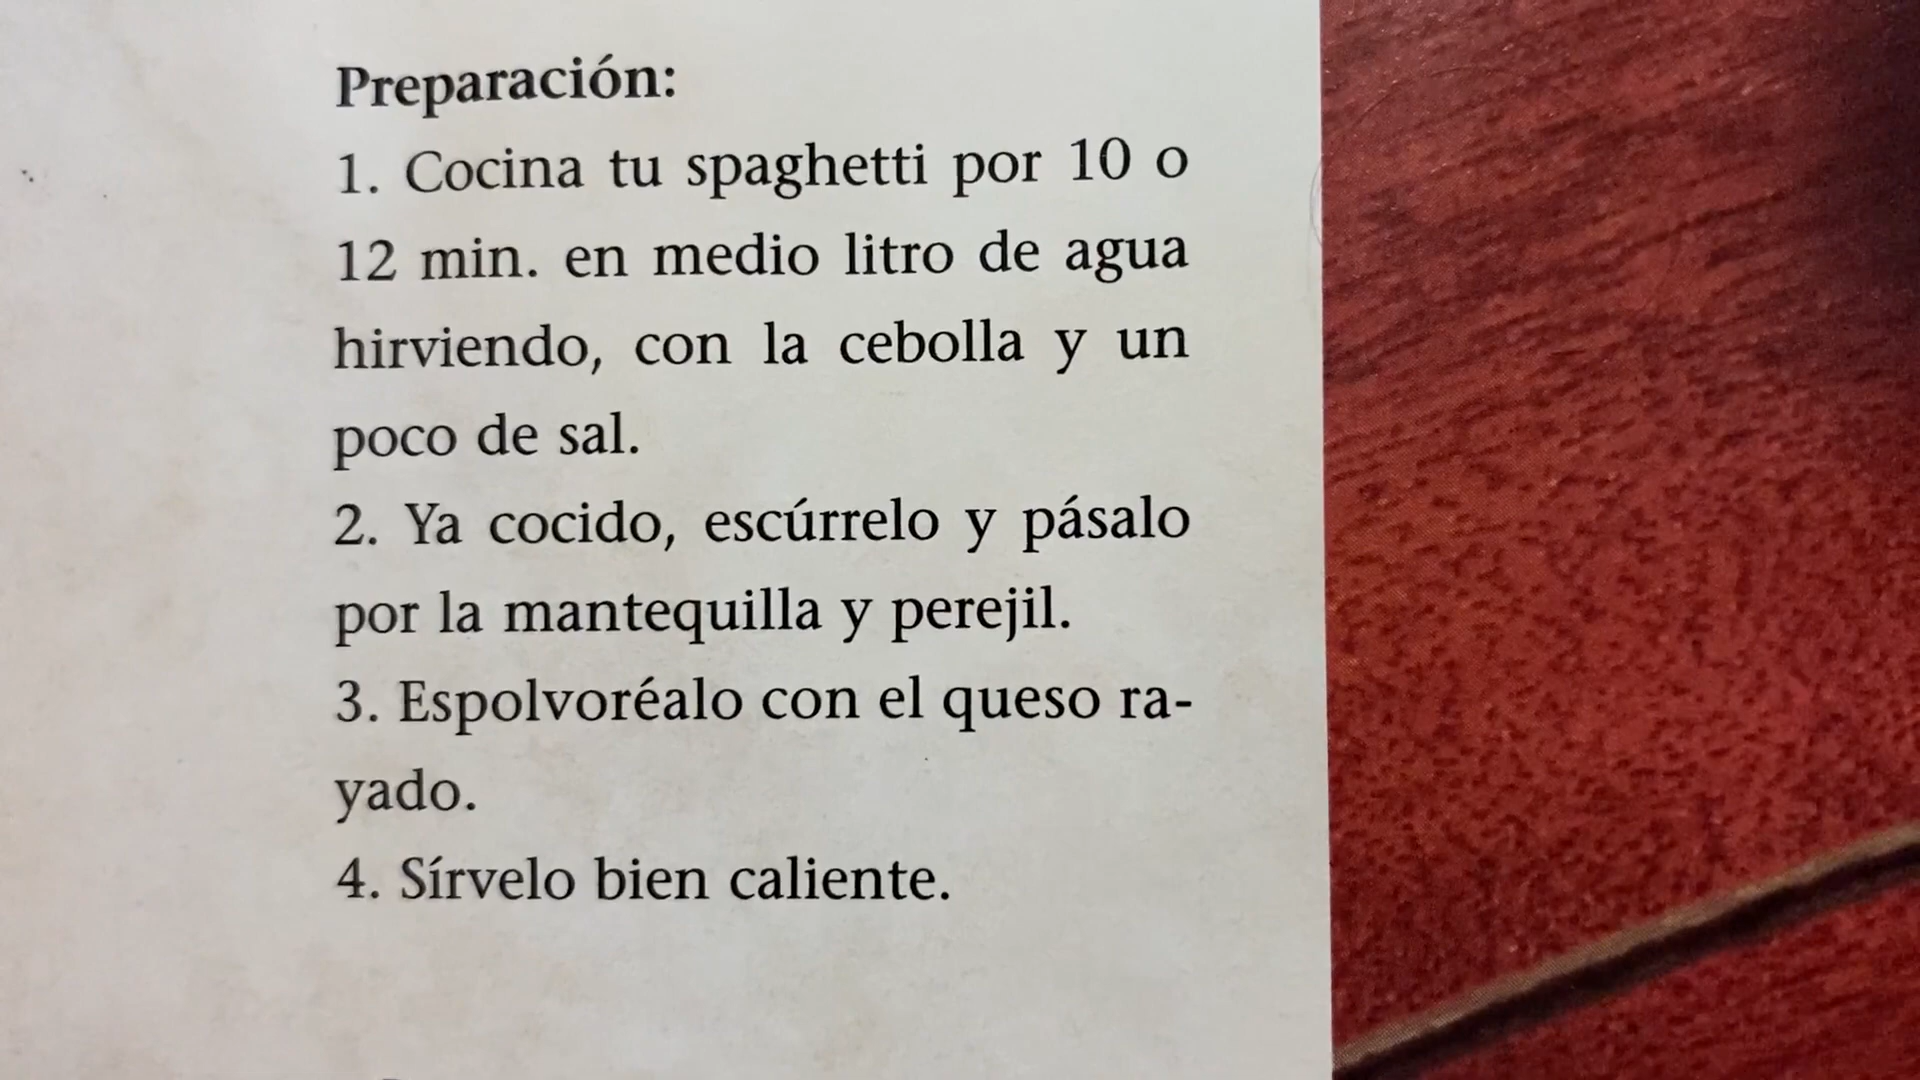 Preparación:
1. Cocina tu spaghetti por 10 o
12 min. en medio litro de agua
hirviendo, con la cebolla y un
poco de sal.
2. Ya cocido, escúrrelo y pásalo
por la mantequilla y perejil.
3. Espolvoréalo con el queso ra-
yado.
4. Sírvelo bien caliente.